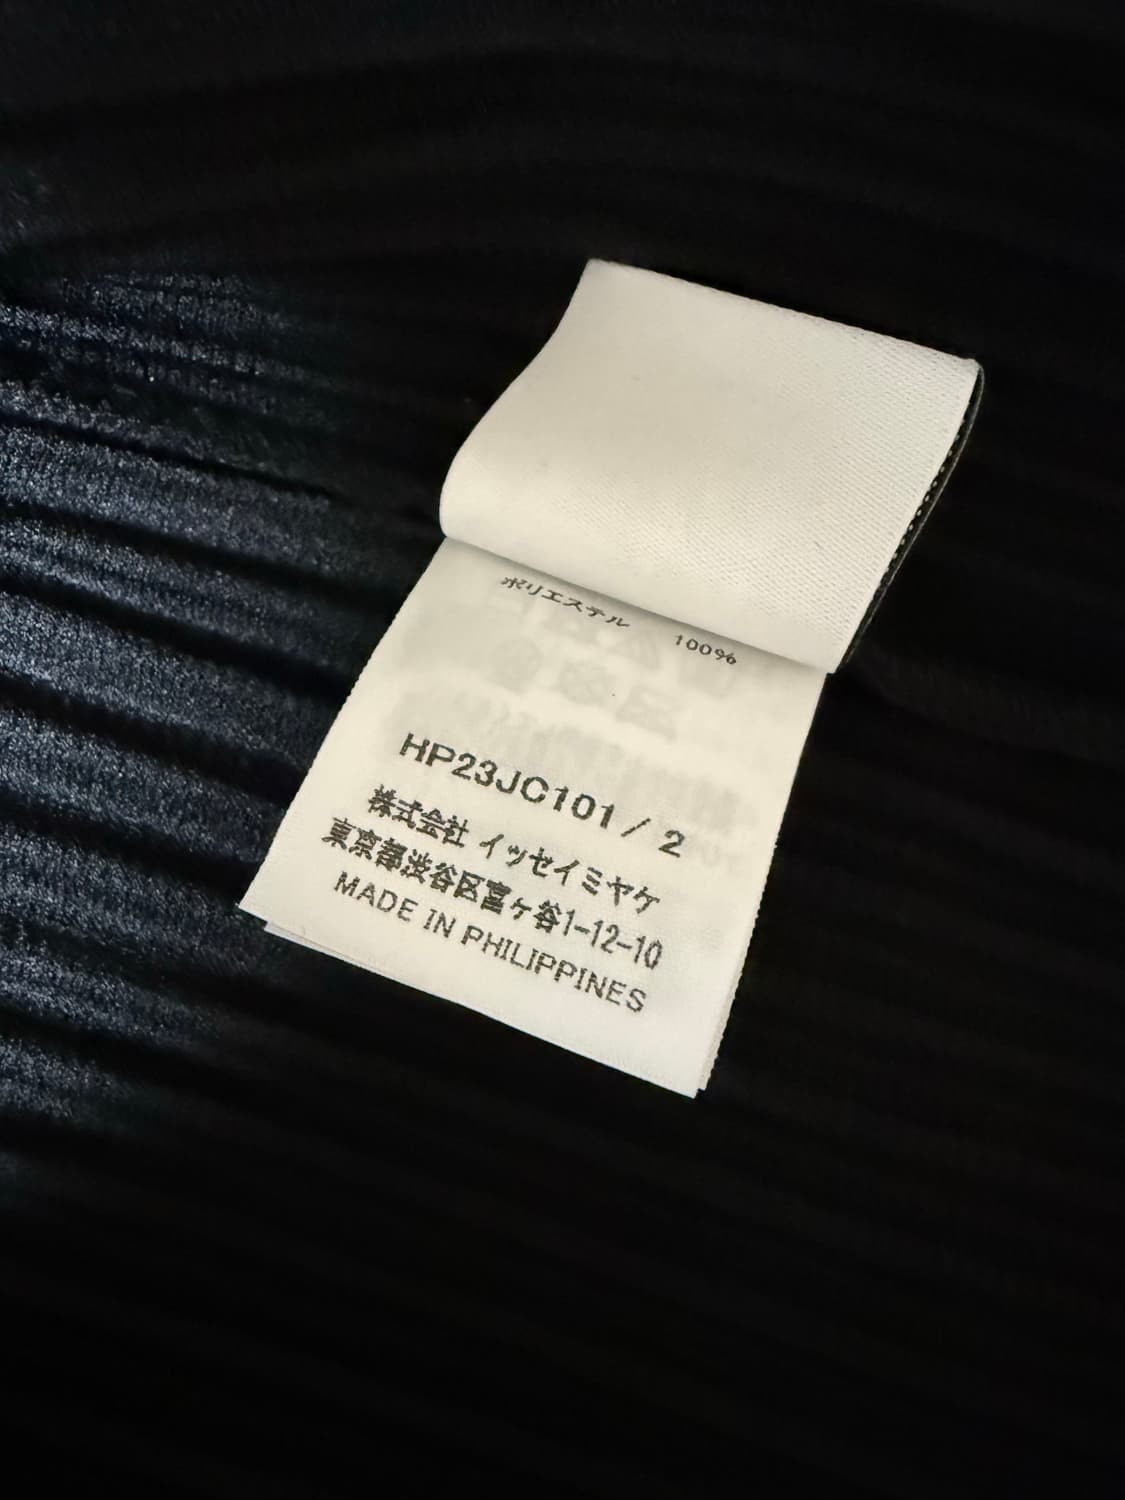 ポリエステル 100%
HP23JC101 / 2
株式会社 イッセイミヤケ
東京都渋谷区富ヶ谷1-12-10
MADE IN PHILIPPINES